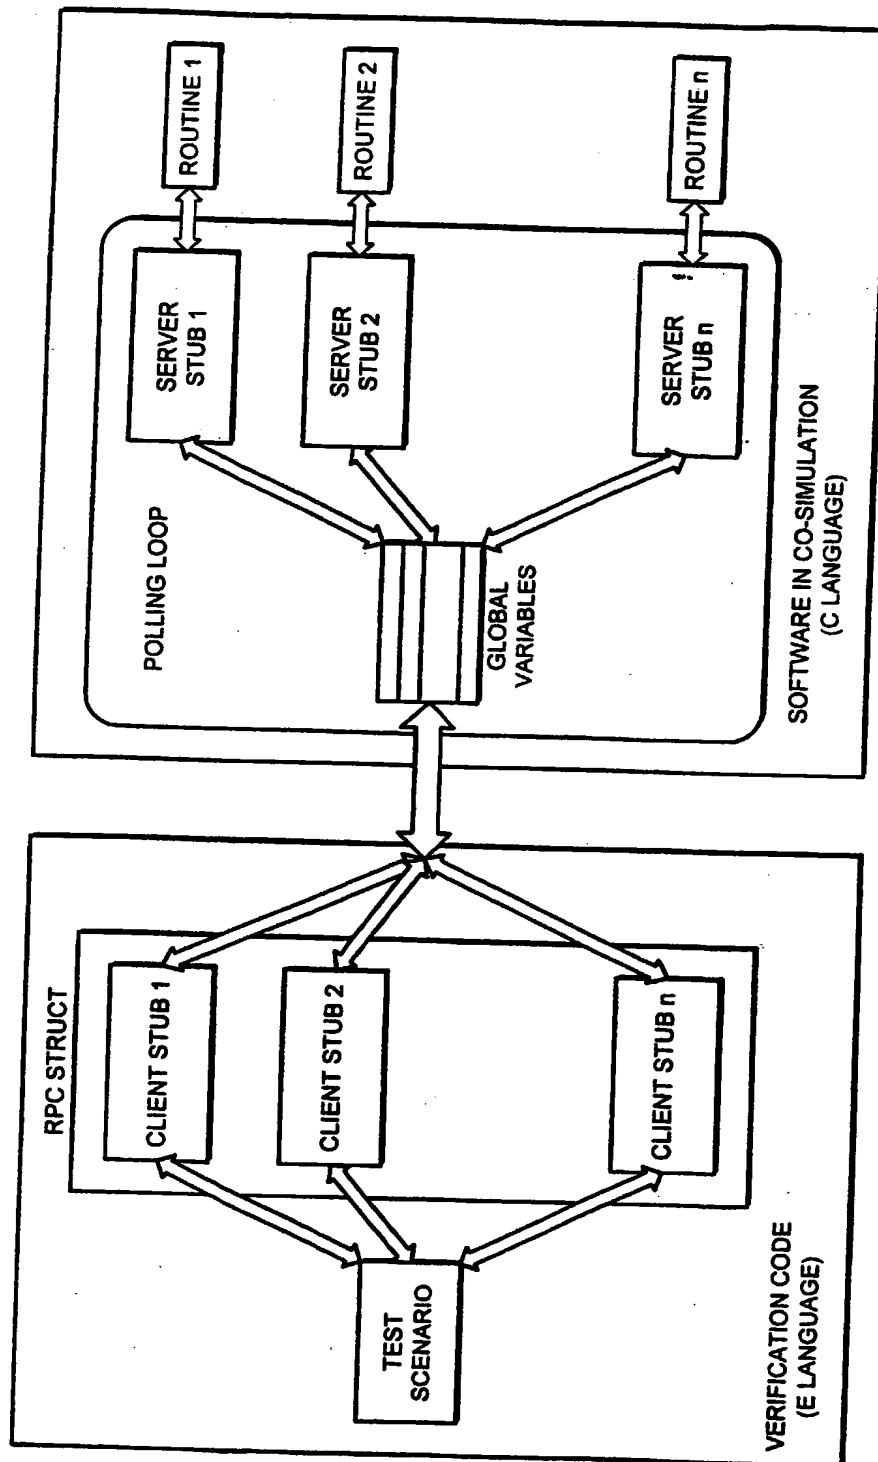 RPC STRUCT
CLIENT STUB 1
CLIENT STUB 2
CLIENT STUB n
TEST
SCENARIO
VERIFICATION CODE
(E LANGUAGE)
POLLING LOOP
SERVER
STUB 1
SERVER
STUB 2
SERVER
STUB n
ROUTINE 1
ROUTINE 2
ROUTINE n
GLOBAL
VARIABLES
SOFTWARE IN CO-SIMULATION
(C LANGUAGE)